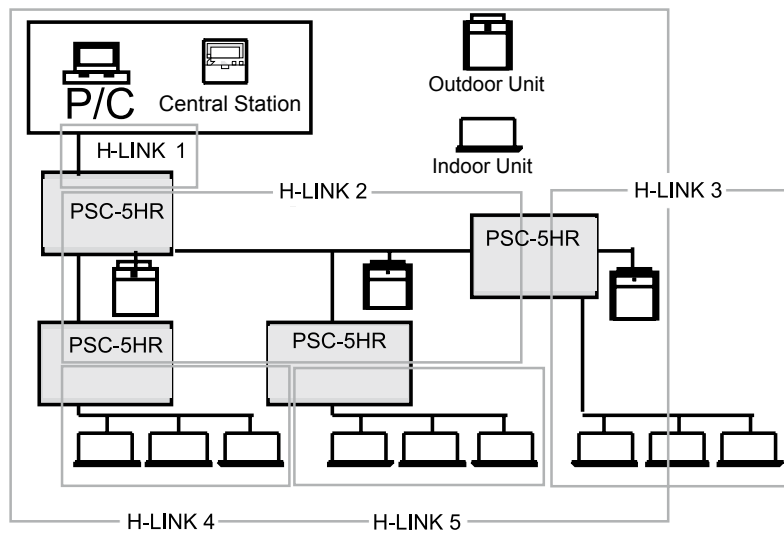 Outdoor Unit
P/C
Central Station
H-LINK 1
Indoor Unit
H-LINK 2
H-LINK 3
PSC-5HR
PSC-5HR
PSC-5HR
PSC-5HR
H-LINK 4
H-LINK 5